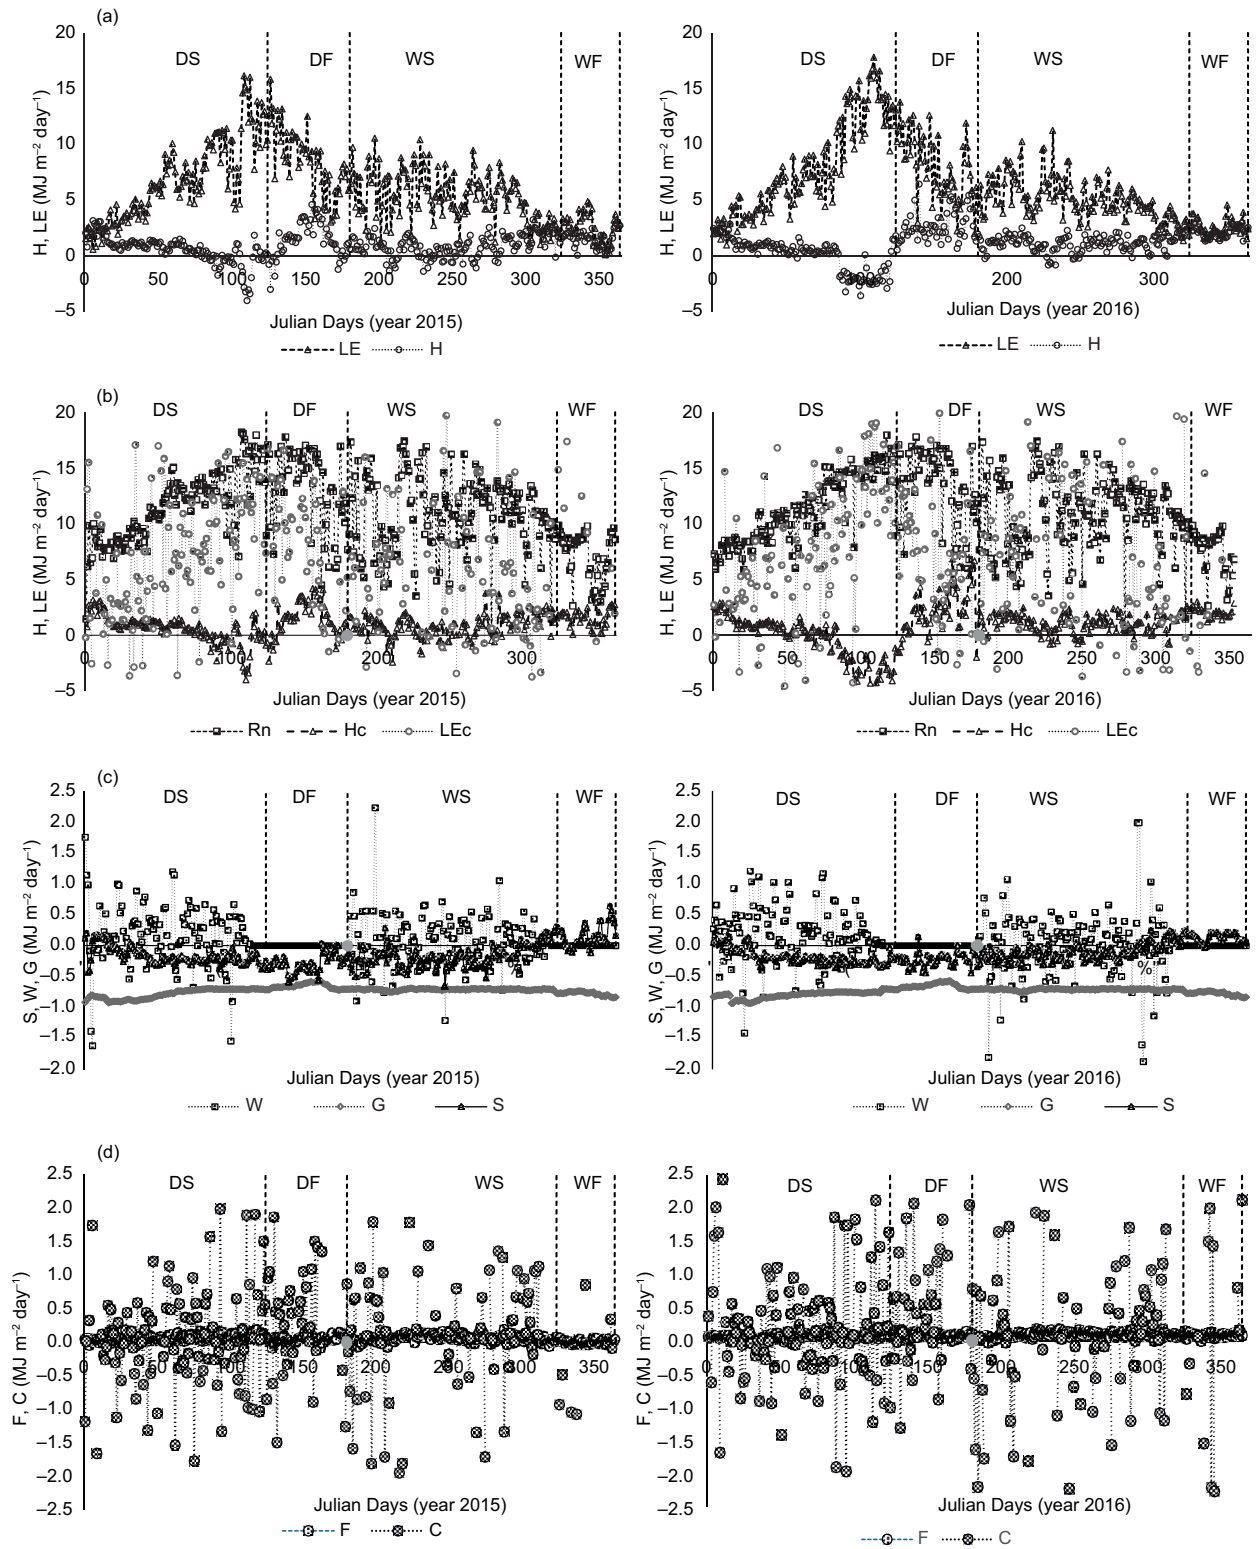 (a)
20
15
10
5
0
–5
H, LE (MJ m⁻² day⁻¹)
DS DF WS WF
0 50 100 150 200 250 300 350
Julian Days (year 2015)
LE H
20
15
10
5
0
–5
H, LE (MJ m⁻² day⁻¹)
DS DF WS WF
0 100 200 300
Julian Days (year 2016)
LE H
(b)
20
15
10
5
0
–5
H, LE (MJ m⁻² day⁻¹)
DS DF WS WF
0 100 200 300
Julian Days (year 2015)
Rn Hc LEc
20
15
10
5
0
–5
H, LE (MJ m⁻² day⁻¹)
DS DF WS WF
0 50 100 150 200 250 300 350
Julian Days (year 2016)
Rn Hc LEc
(c)
2.5
2.0
1.5
1.0
0.5
0.0
–0.5
–1.0
–1.5
–2.0
S, W, G (MJ m⁻² day⁻¹)
DS DF WS WF
%
Julian Days (year 2015)
W G S
2.5
2.0
1.5
1.0
0.5
0.0
–0.5
–1.0
–1.5
–2.0
S, W, G (MJ m⁻² day⁻¹)
DS DF WS WF
%
Julian Days (year 2016)
W G S
(d)
2.5
2.0
1.5
1.0
0.5
0.0
–0.5
–1.0
–1.5
–2.0
–2.5
F, C (MJ m⁻² day⁻¹)
DS DF WS WF
0 50 100 150 200 250 300 350
Julian Days (year 2015)
F C
2.5
2.0
1.5
1.0
0.5
0.0
–0.5
–1.0
–1.5
–2.0
–2.5
F, C (MJ m⁻² day⁻¹)
DS DF WS WF
0 50 100 150 200 250 300 350
Julian Days (year 2016)
F C